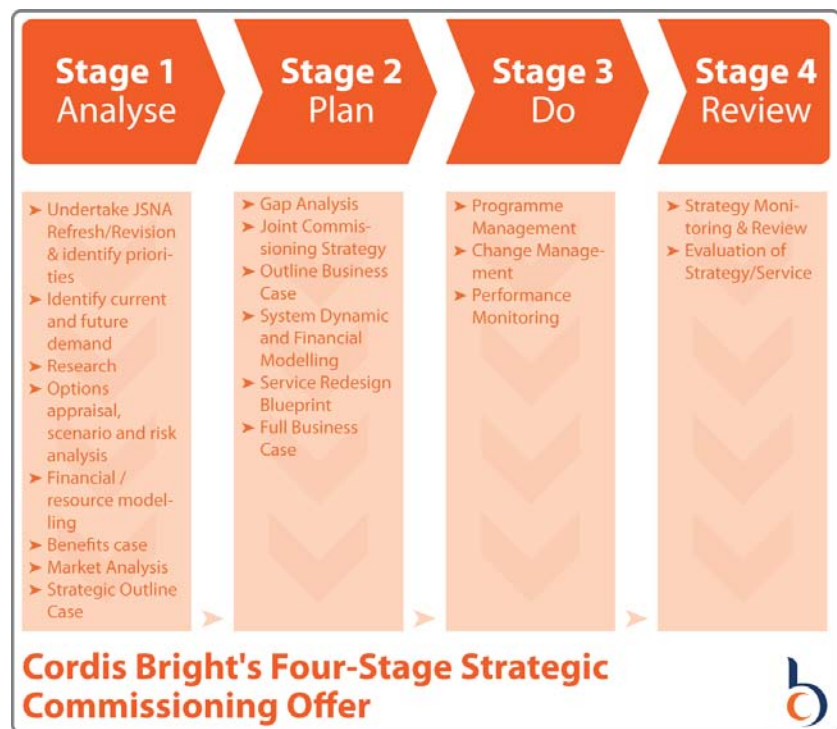 Stage 1
Analyse
Stage 2
Plan
Stage 3
Do
Stage 4
Review
➤ Undertake JSNA
Refresh/Revision
& identify priori-
ties
➤ Identify current
and future
demand
➤ Research
➤ Options
appraisal,
scenario and risk
analysis
➤ Financial /
resource model-
ling
➤ Benefits case
➤ Market Analysis
➤ Strategic Outline
Case
➤ Gap Analysis
➤ Joint Commis-
sioning Strategy
➤ Outline Business
Case
➤ System Dynamic
and Financial
Modelling
➤ Service Redesign
Blueprint
➤ Full Business
Case
➤ Programme
Management
➤ Change Manage-
ment
➤ Performance
Monitoring
➤ Strategy Moni-
toring & Review
➤ Evaluation of
Strategy/Service
Cordis Bright's Four-Stage Strategic
Commissioning Offer